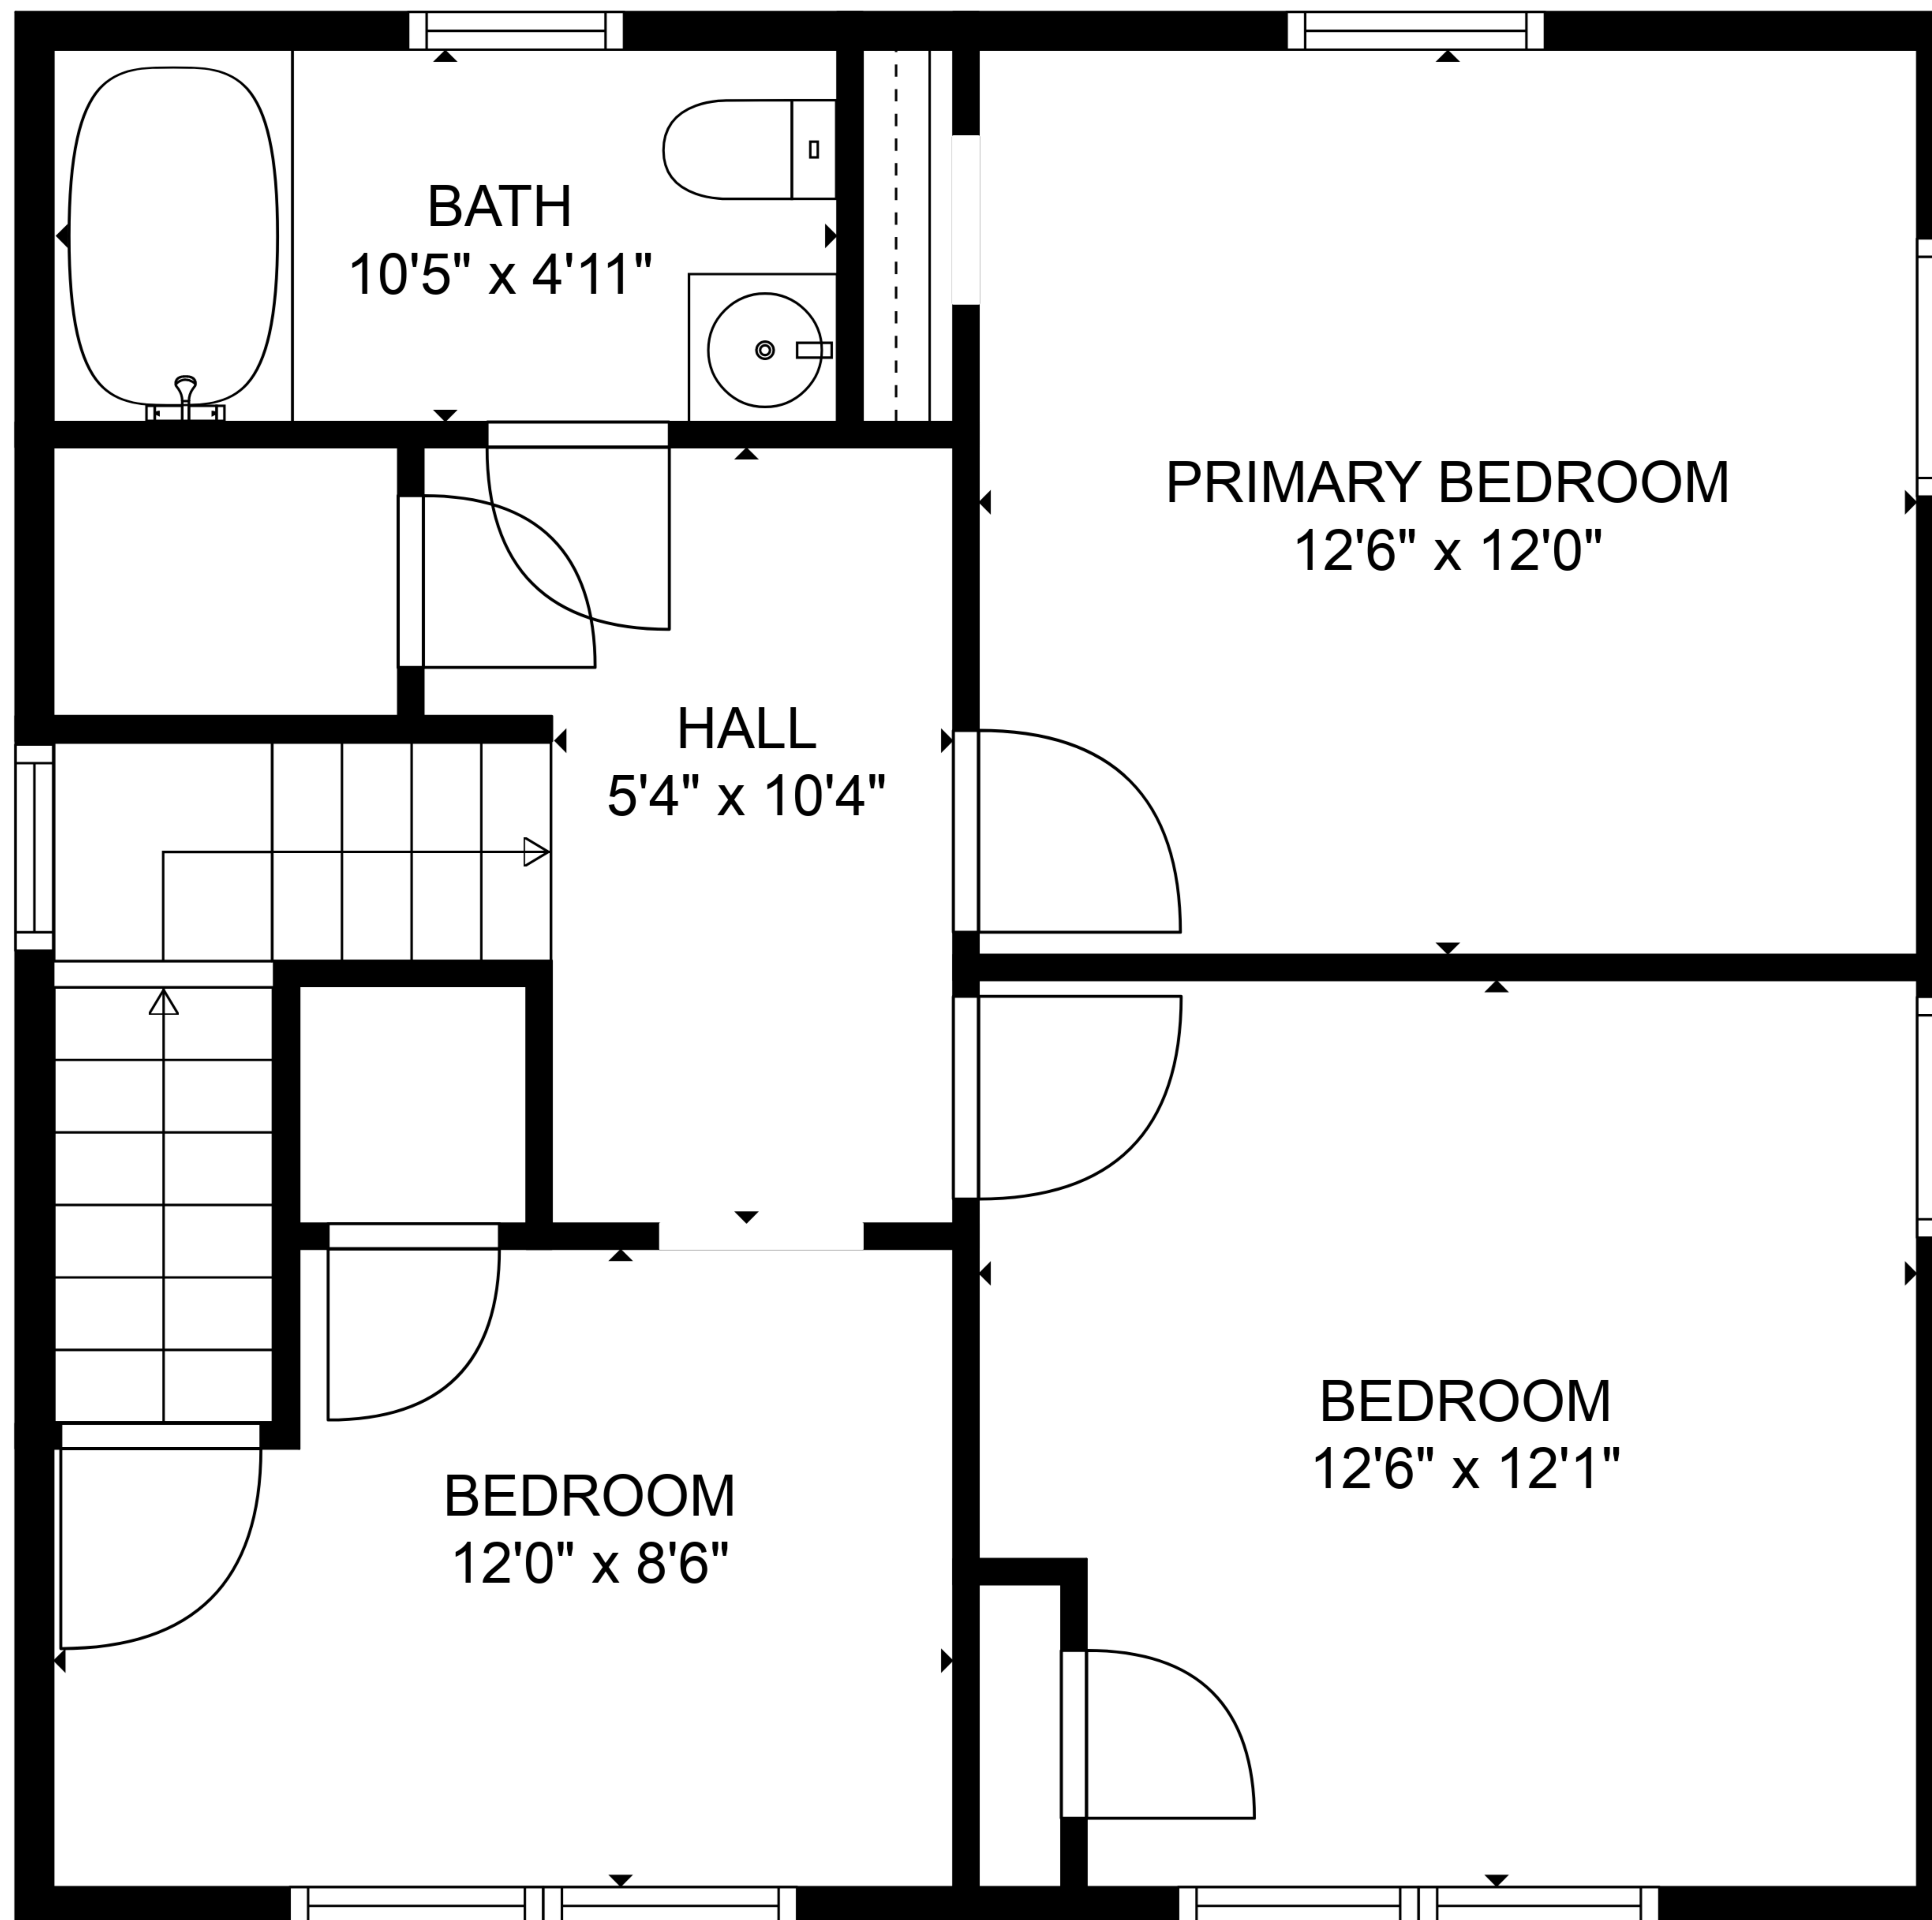 BATH
10'5" x 4'11"
PRIMARY BEDROOM
12'6" x 12'0"
HALL
5'4" x 10'4"
BEDROOM
12'6" x 12'1"
BEDROOM
12'0" x 8'6"